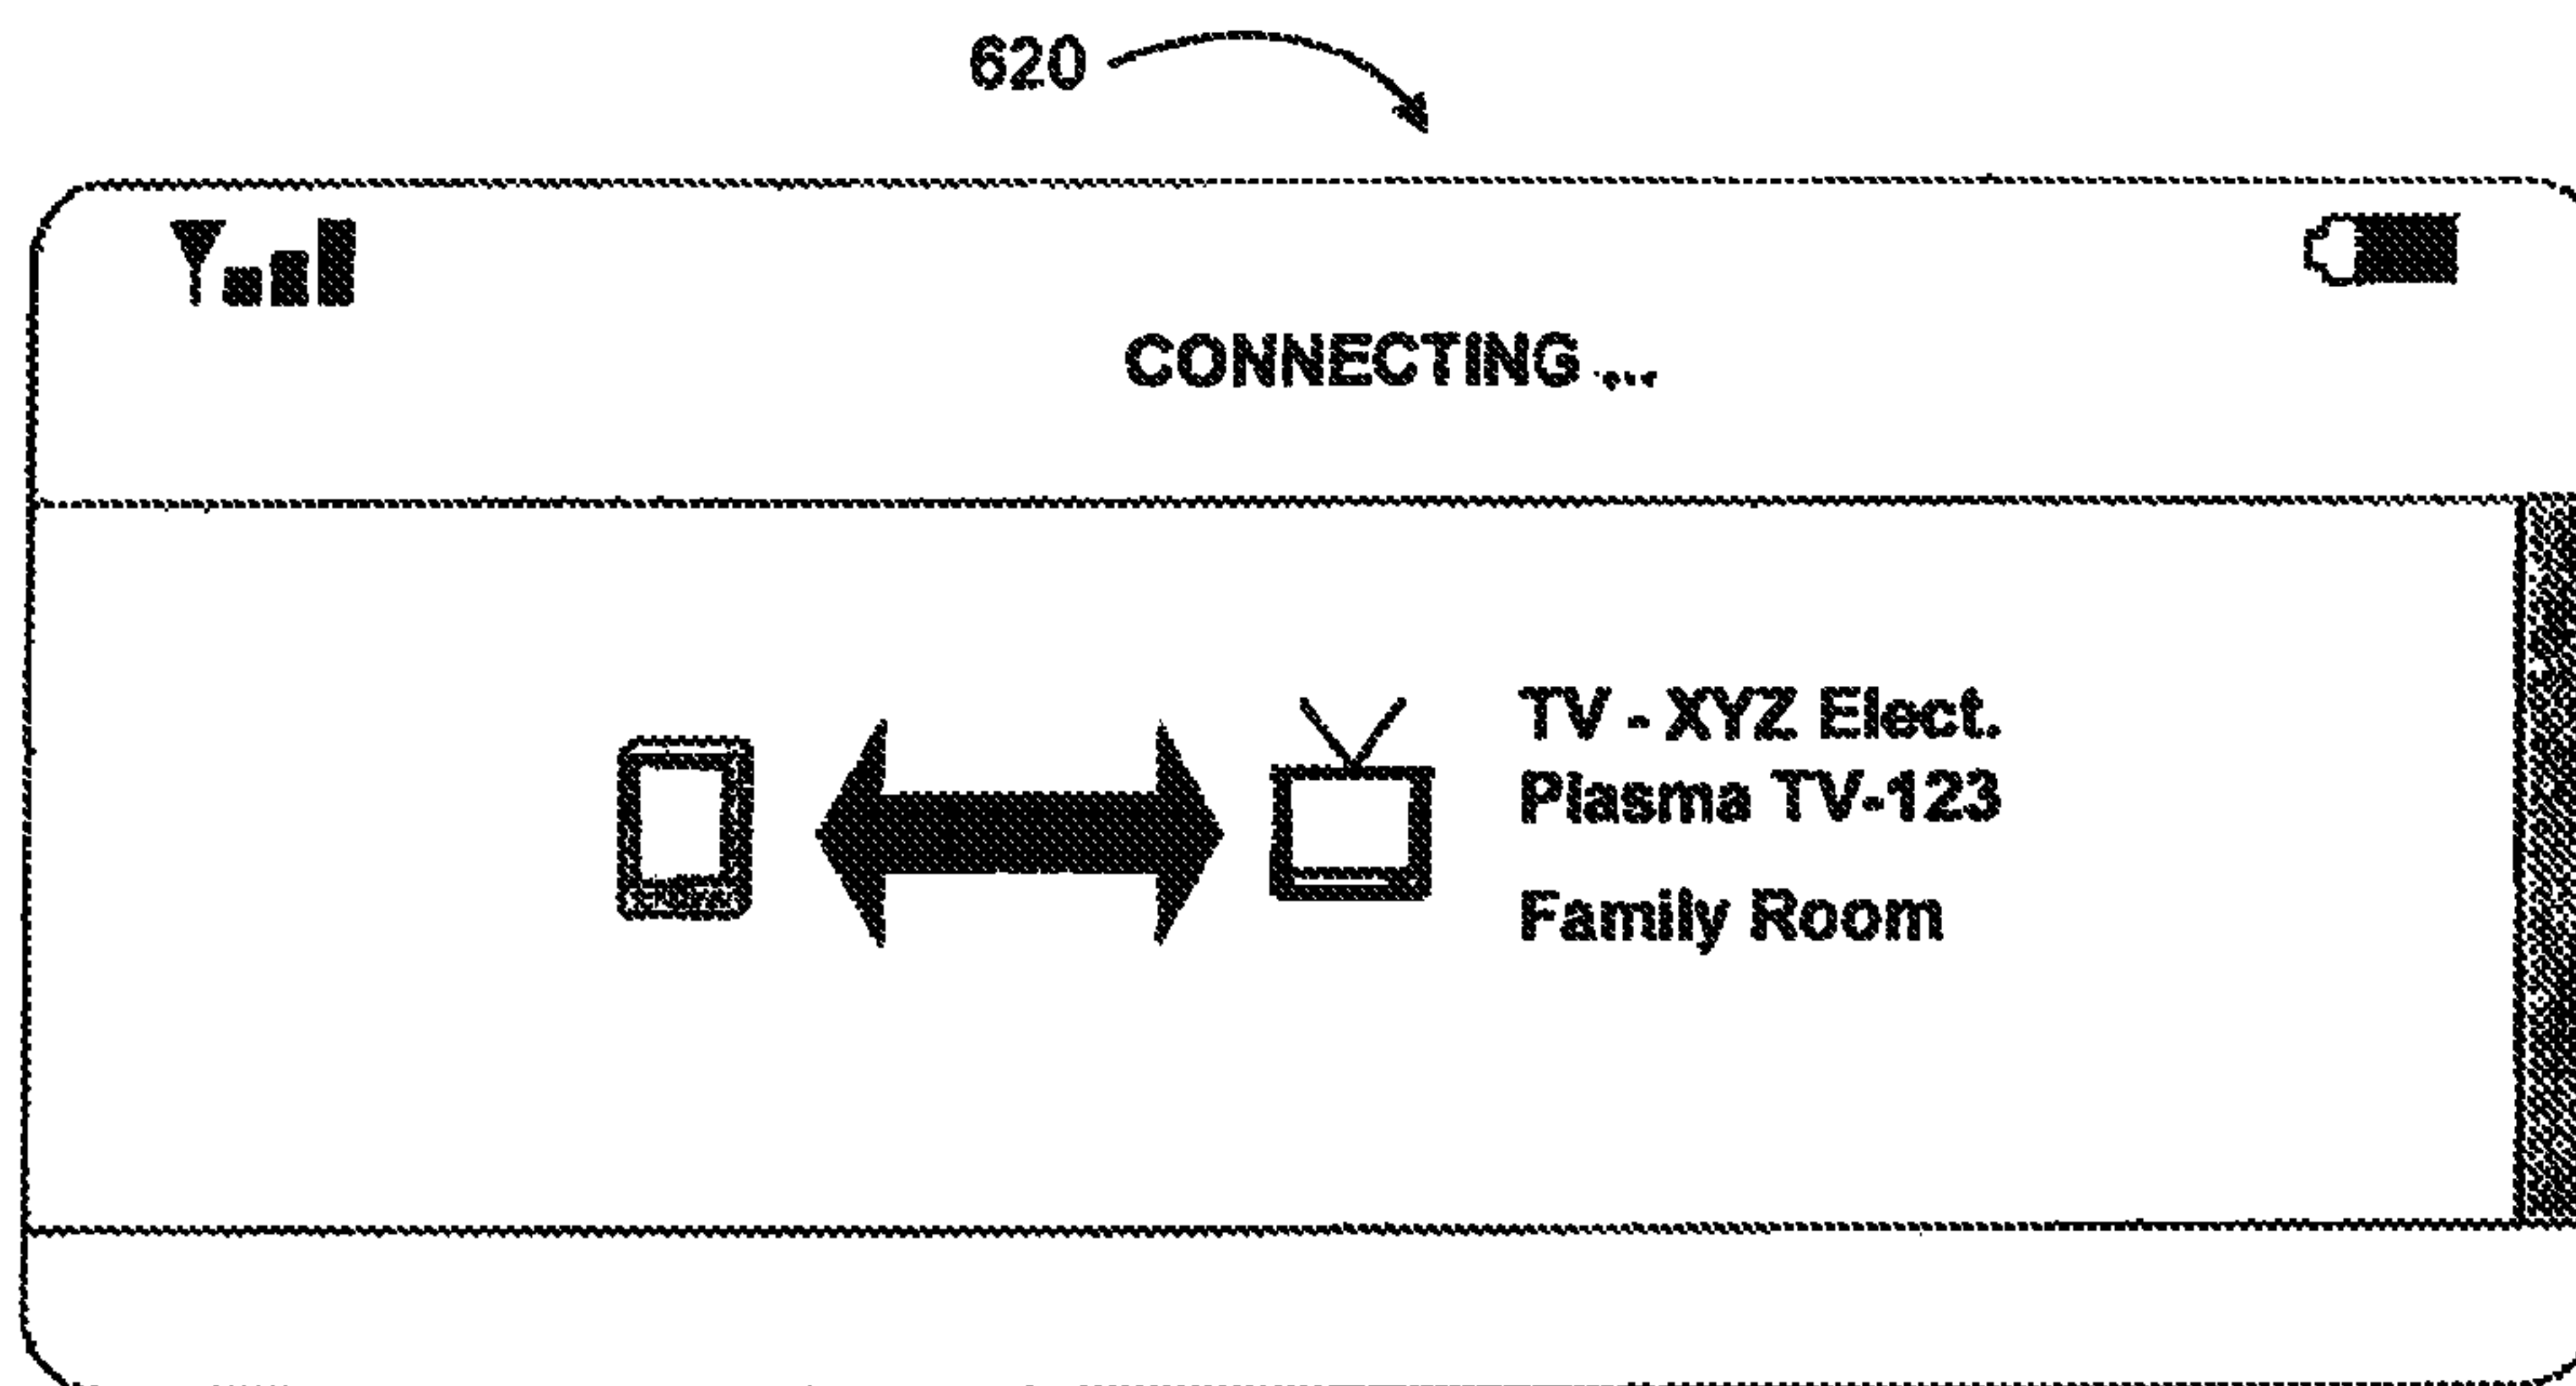 620
CONNECTING ...
TV - XYZ Elect.
Plasma TV-123
Family Room